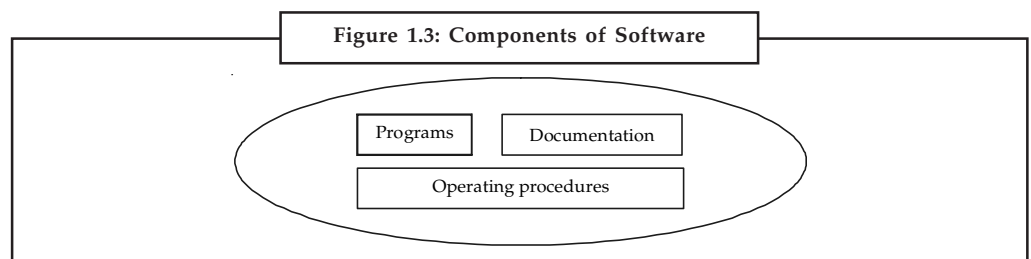 Figure 1.3: Components of Software
Programs
Documentation
Operating procedures